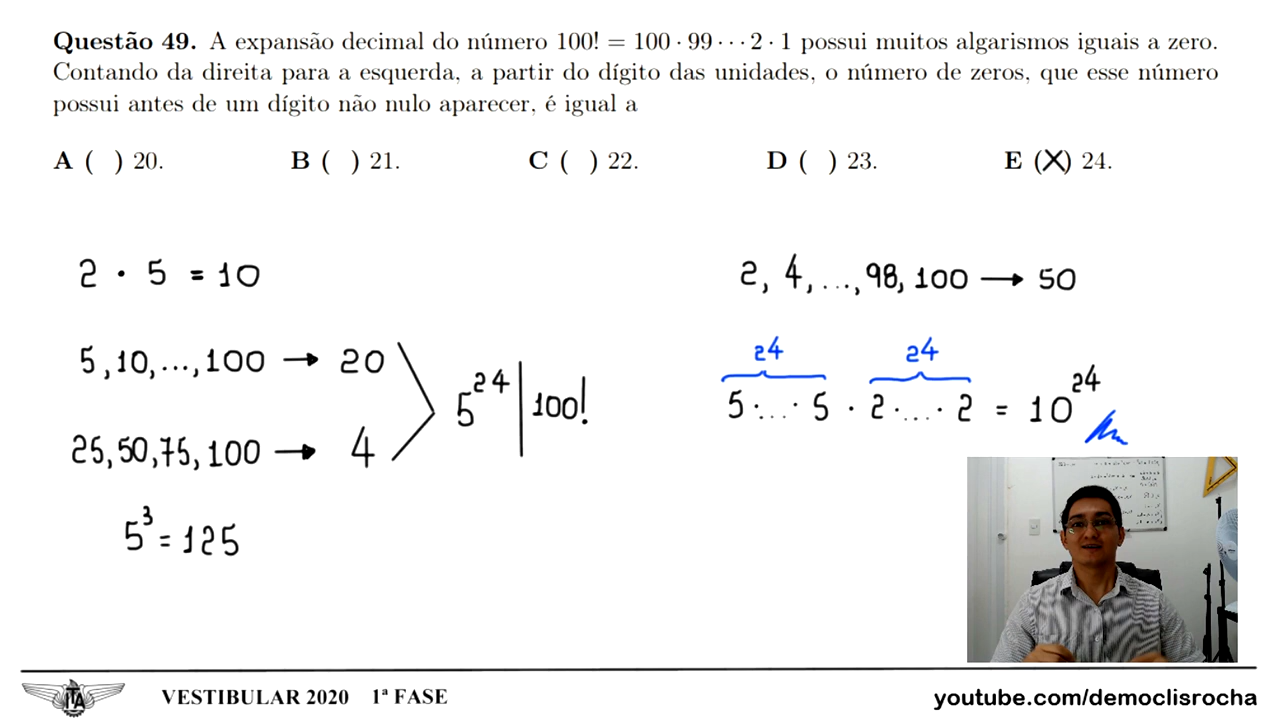 Questão 49. A expansão decimal do número 100! = 100 · 99 · · · 2 · 1 possui muitos algarismos iguais a zero.
Contando da direita para a esquerda, a partir do dígito das unidades, o número de zeros, que esse número
possui antes de um dígito não nulo aparecer, é igual a
A ( ) 20. B ( ) 21. C ( ) 22. D ( ) 23. E (X) 24.
2 · 5 = 10
5, 10, ..., 100 → 20
25, 50, 75, 100 → 4
5^24 | 100!
5^3 = 125
2, 4, ..., 98, 100 → 50
24 24
5 · ... · 5 · 2 · ... · 2 = 10^24
ITA
VESTIBULAR 2020 1ª FASE
youtube.com/democlisrocha